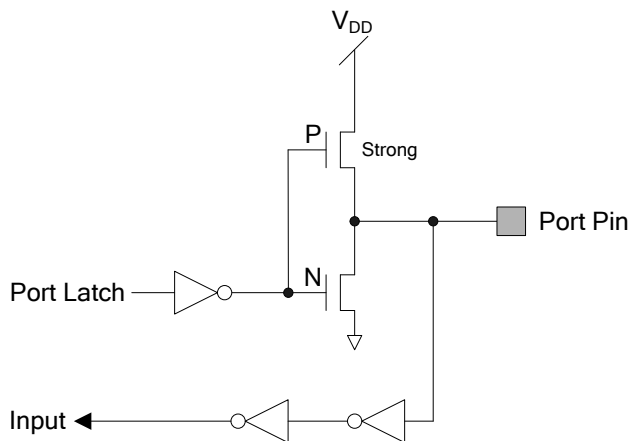 VDD
P
Strong
Port Pin
N
Port Latch
Input